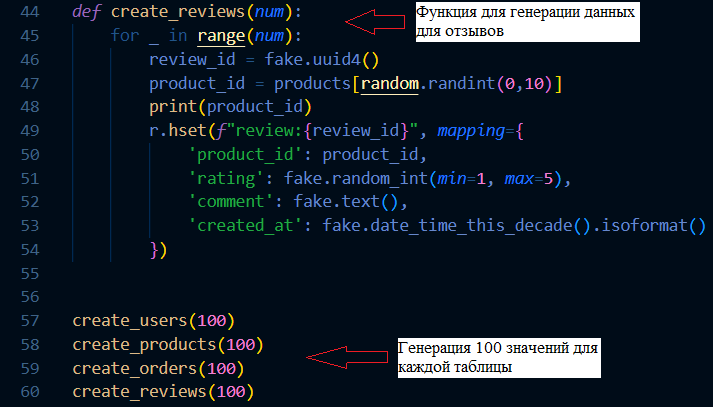 44 def create_reviews(num):
Функция для генерации данных
для отзывов
45     for _ in range(num):
46         review_id = fake.uuid4()
47         product_id = products[random.randint(0,10)]
48         print(product_id)
49         r.hset(f"review:{review_id}", mapping={
50             'product_id': product_id,
51             'rating': fake.random_int(min=1, max=5),
52             'comment': fake.text(),
53             'created_at': fake.date_time_this_decade().isoformat()
54         })
55
56
57 create_users(100)
58 create_products(100)
59 create_orders(100)
60 create_reviews(100)
Генерация 100 значений для
каждой таблицы